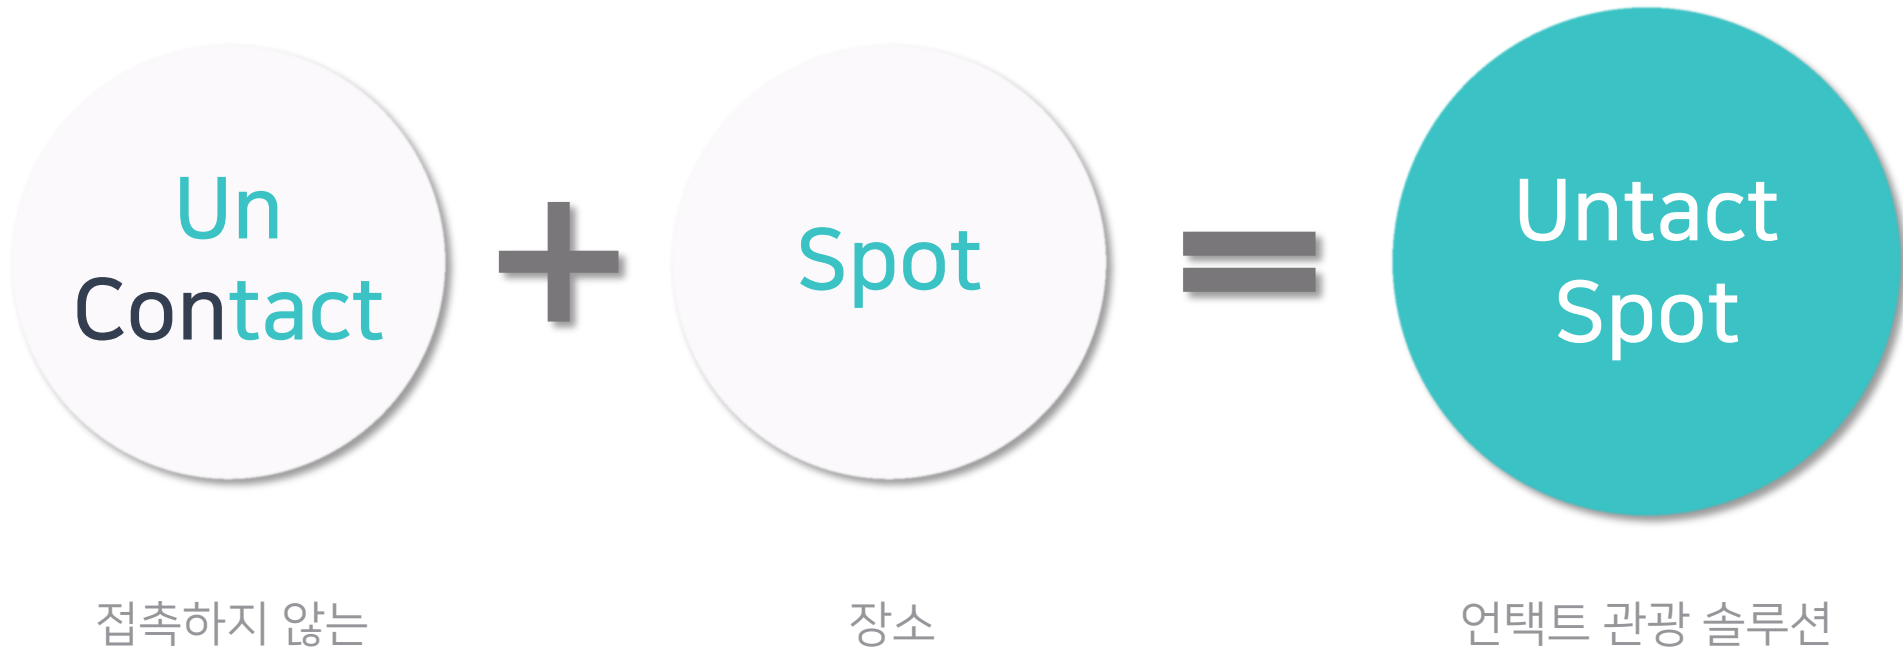 Un
Contact
+
Spot
=
Untact
Spot
접촉하지 않는
장소
언택트 관광 솔루션